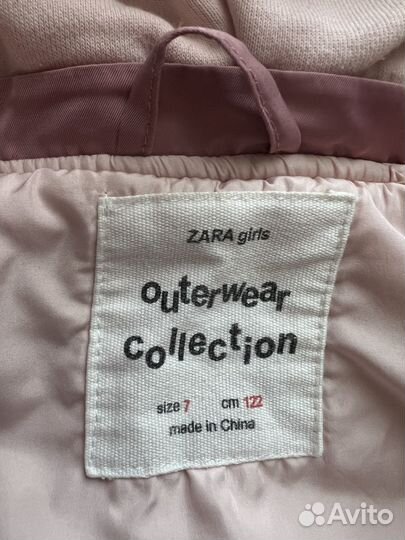 ZARA girls
outerwear
collection
size 7 cm 122
made in China
Avito